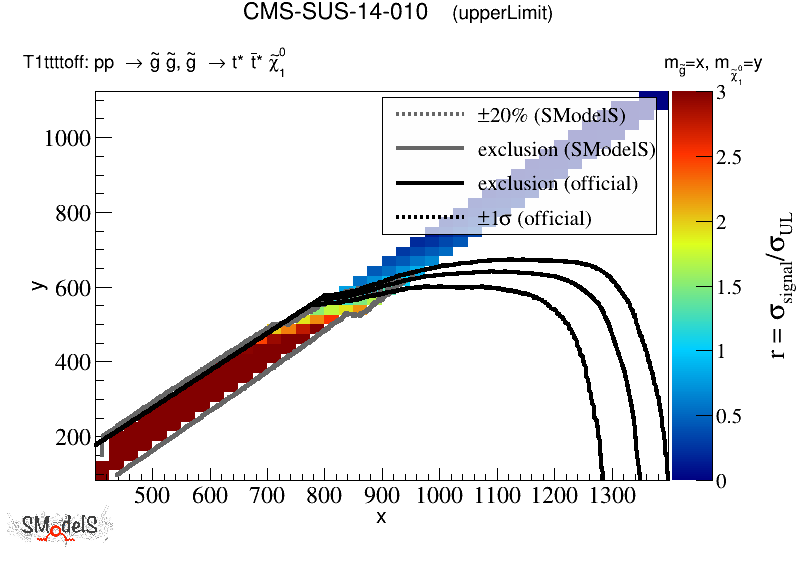 CMS-SUS-14-010 (upperLimit)
T1ttttoff: pp → g̃ g̃, g̃ → t* t̄* χ̃₁⁰
m_g̃=x, m_χ̃₁⁰=y
±20% (SModelS)
exclusion (SModelS)
exclusion (official)
±1σ (official)
1000
800
600
400
200
y
500 600 700 800 900 1000 1100 1200 1300
x
3
2.5
2
1.5
1
0.5
0
r = σ_signal/σ_UL
SModelS